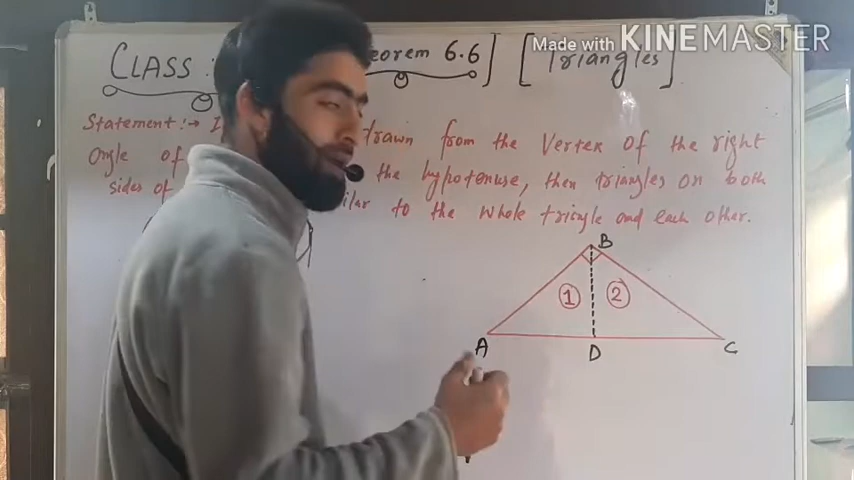 Made with KINEMASTER
CLASS : orem 6.6] [Triangles]
Statement:→ I drawn from the Vertex of the right
Angle of the hypotenuse, then triangles on both
sides of ilar to the whole triangle and each other.
B
1 2
A D C